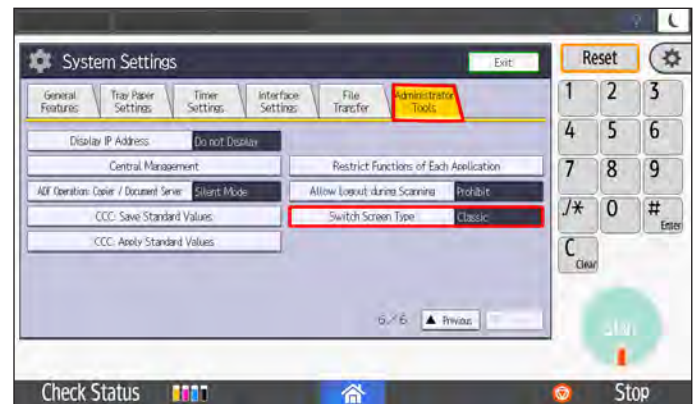 System Settings
Exit
General Features
Tray Paper Settings
Timer Settings
Interface Settings
File Transfer
Administrator Tools
Display IP Address
Do not Display
Central Management
Restrict Functions of Each Application
ADF Operation: Copier / Document Server
Silent Mode
Allow Logout during Scanning
Prohibit
CCC: Save Standard Values
Switch Screen Type
Classic
CCC: Apply Standard Values
6/6
▲ Previous
Reset
1 2 3
4 5 6
7 8 9
./* 0 #
Enter
C
Clear
Start
Check Status
Stop